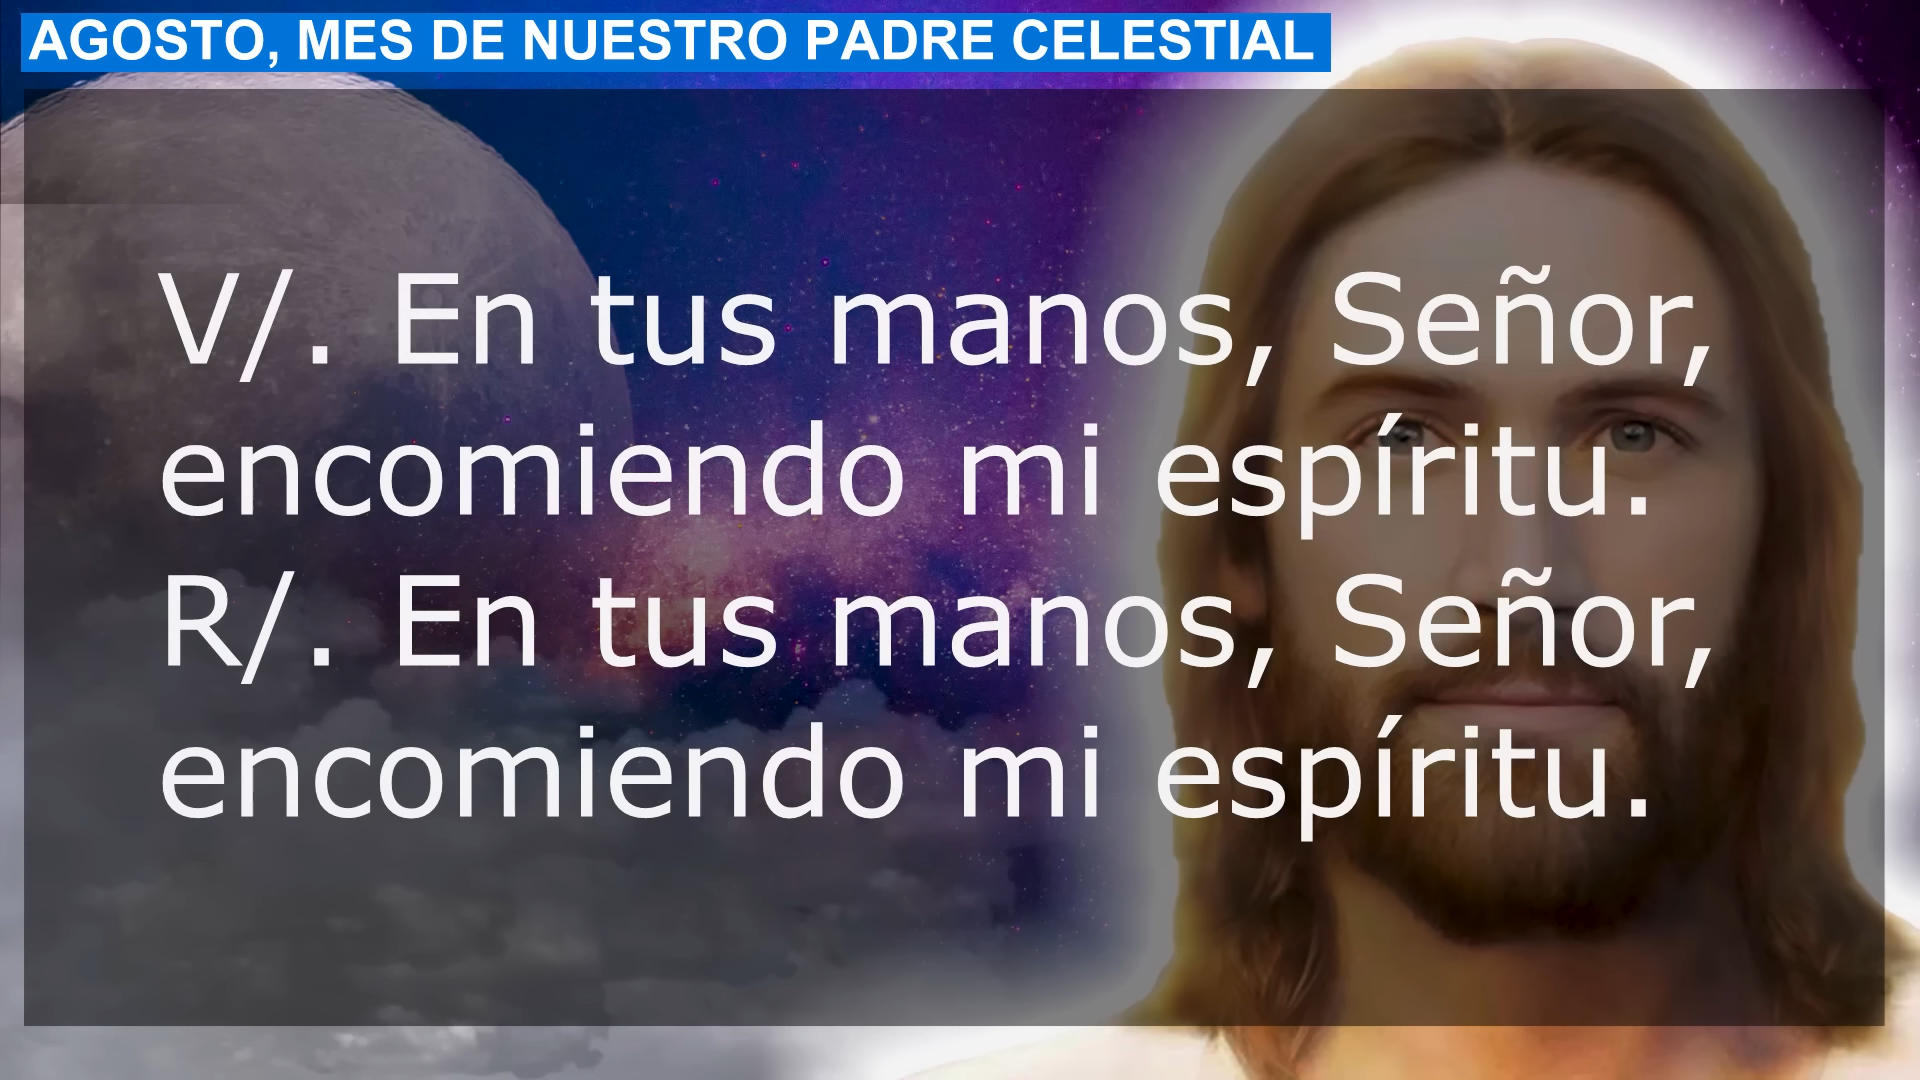 AGOSTO, MES DE NUESTRO PADRE CELESTIAL
V/. En tus manos, Señor,
encomiendo mi espíritu.
R/. En tus manos, Señor,
encomiendo mi espíritu.